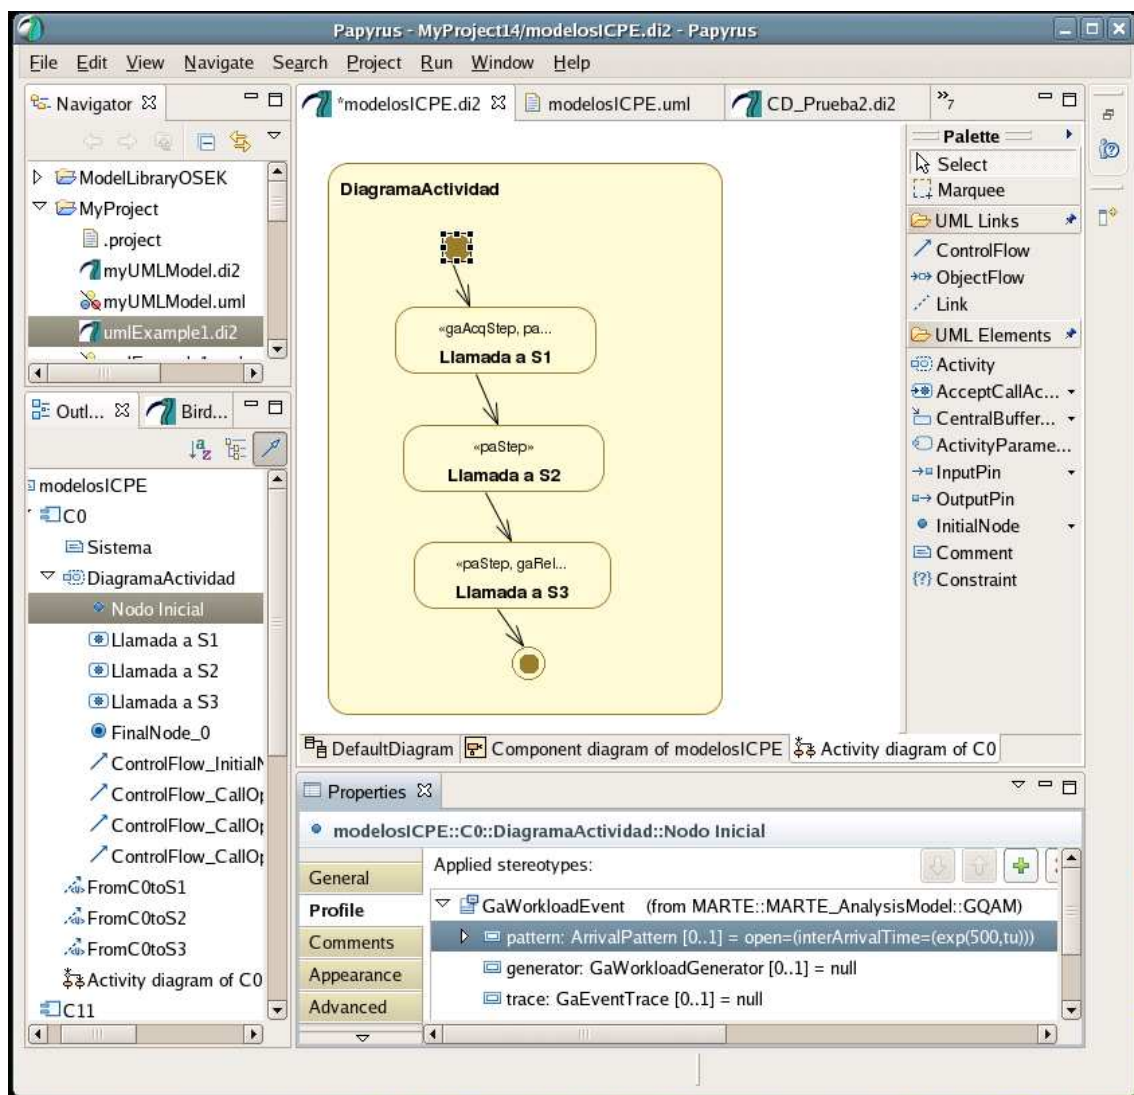 Papyrus - MyProject14/modelosICPE.di2 - Papyrus
File Edit View Navigate Search Project Run Window Help
Navigator
ModelLibraryOSEK
MyProject
.project
myUMLModel.di2
myUMLModel.uml
umlExample1.di2
Outl... Bird...
modelosICPE
C0
Sistema
DiagramaActividad
Nodo Inicial
Llamada a S1
Llamada a S2
Llamada a S3
FinalNode_0
ControlFlow_InitialN
ControlFlow_CallOp
ControlFlow_CallOp
ControlFlow_CallOp
FromC0toS1
FromC0toS2
FromC0toS3
Activity diagram of C0
C11
*modelosICPE.di2 modelosICPE.uml CD_Prueba2.di2 »7
DiagramaActividad
«gaAcqStep, pa...
Llamada a S1
«paStep»
Llamada a S2
«paStep, gaRel...
Llamada a S3
Palette
Select
Marquee
UML Links
ControlFlow
ObjectFlow
Link
UML Elements
Activity
AcceptCallAc...
CentralBuffer...
ActivityParame...
InputPin
OutputPin
InitialNode
Comment
{?} Constraint
DefaultDiagram Component diagram of modelosICPE Activity diagram of C0
Properties
modelosICPE::C0::DiagramaActividad::Nodo Inicial
General
Profile
Comments
Appearance
Advanced
Applied stereotypes:
GaWorkloadEvent (from MARTE::MARTE_AnalysisModel::GQAM)
pattern: ArrivalPattern [0..1] = open=(interArrivalTime=(exp(500,tu)))
generator: GaWorkloadGenerator [0..1] = null
trace: GaEventTrace [0..1] = null